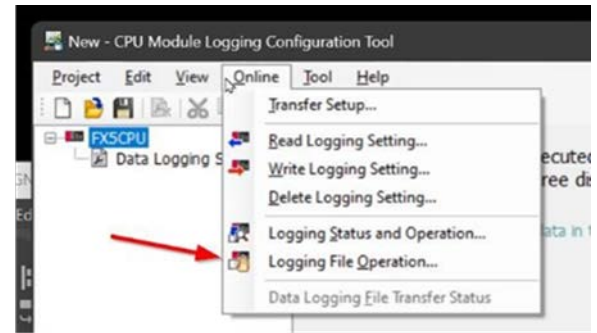 New - CPU Module Logging Configuration Tool
Project Edit View Online Tool Help
Transfer Setup...
FX5CPU
Read Logging Setting...
Data Logging S
Write Logging Setting...
Delete Logging Setting...
Logging Status and Operation...
ata in t
Logging File Operation...
Data Logging File Transfer Status
ecuted
ree di
Ed